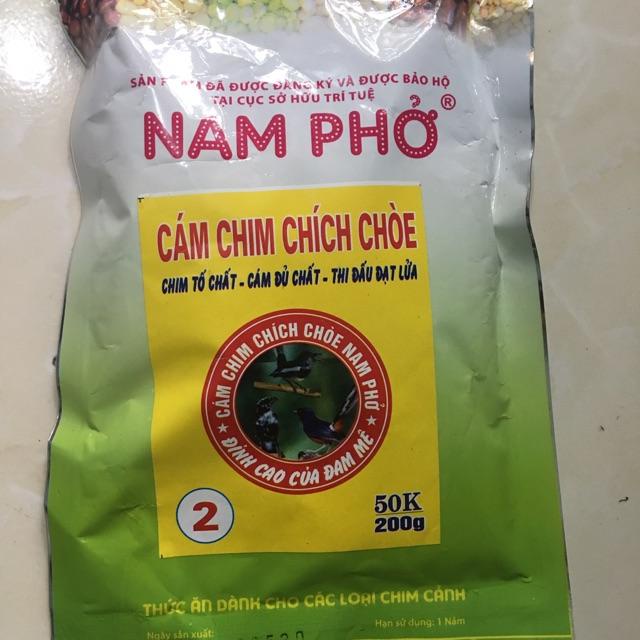 SẢN PHẨM ĐÃ ĐƯỢC ĐĂNG KÝ VÀ ĐƯỢC BẢO HỘ
TẠI CỤC SỞ HỮU TRÍ TUỆ
NAM PHỞ ®
CÁM CHIM CHÍCH CHÒE
CHIM TỐ CHẤT - CÁM ĐỦ CHẤT - THI ĐẤU ĐẠT LỬA
CÁM CHIM CHÍCH CHÒE NAM PHỞ
ĐỈNH CAO CỦA ĐAM MÊ
2
50K
200g
THỨC ĂN DÀNH CHO CÁC LOẠI CHIM CẢNH
Ngày sản xuất:
Hạn sử dụng: 1 Năm